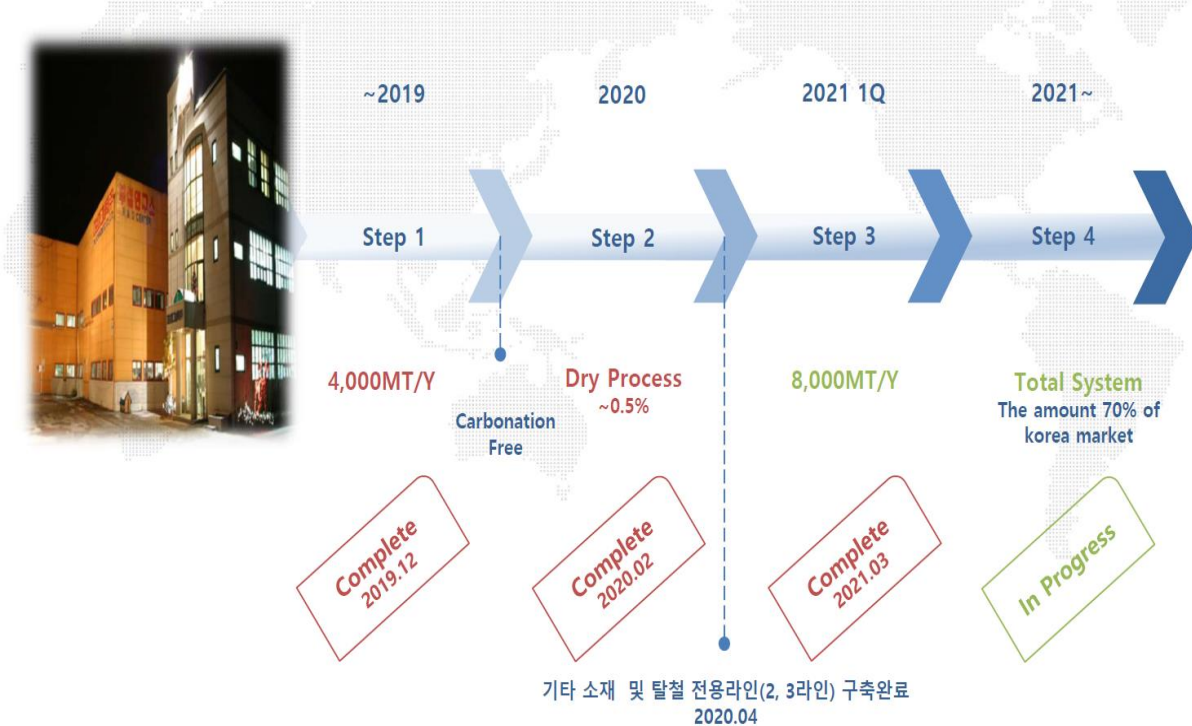 ~2019
2020
2021 1Q
2021~
Step 1
Step 2
Step 3
Step 4
4,000MT/Y
Carbonation
Free
Dry Process
~0.5%
8,000MT/Y
Total System
The amount 70% of
korea market
Complete
2019.12
Complete
2020.02
Complete
2021.03
In Progress
기타 소재 및 탈철 전용라인(2, 3라인) 구축완료
2020.04